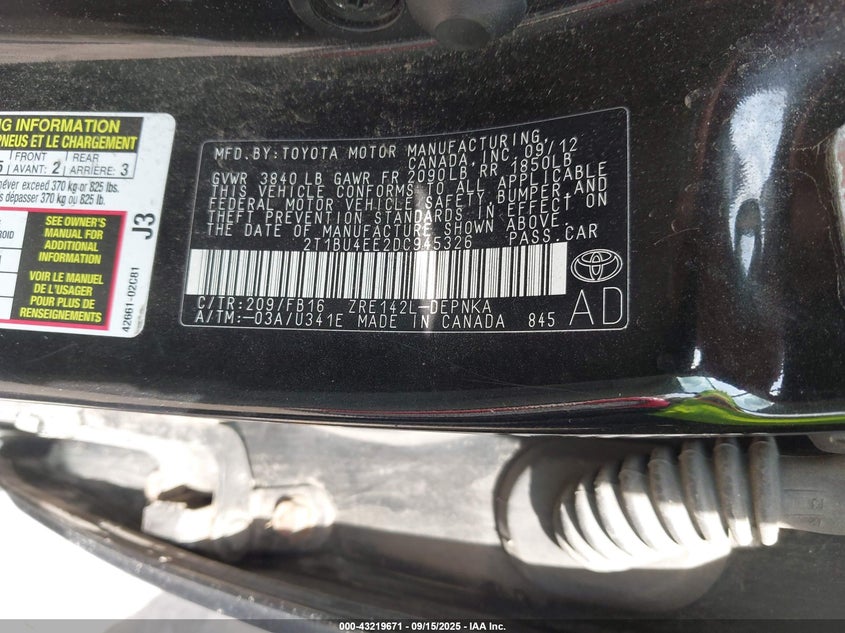 NG INFORMATION
PNEUS ET LE CHARGEMENT
5 FRONT AVANT: 2 REAR ARRIÈRE: 3
never exceed 370 kg or 825 lbs.
s dépasser 370 kg ou 825 lb.
SEE OWNER'S
MANUAL FOR
ADDITIONAL
INFORMATION
VOIR LE MANUEL
DE L'USAGER
POUR PLUS DE
RENSEIGNEMENTS
J3
42661-02C81
MFD.BY:TOYOTA MOTOR MANUFACTURING
CANADA,INC. 09/12
GVWR 3840 LB GAWR FR 2090LB RR 1850LB
THIS VEHICLE CONFORMS TO ALL APPLICABLE
FEDERAL MOTOR VEHICLE SAFETY, BUMPER AND
THEFT PREVENTION STANDARDS IN EFFECT ON
THE DATE OF MANUFACTURE SHOWN ABOVE.
2T1BU4EE2DC945326 PASS.CAR
C/TR:209/FB16 ZRE142L-DEPNKA
A/TM:-03A/U341E MADE IN CANADA 845
AD
000-43219671 - 09/15/2025 - IAA Inc.